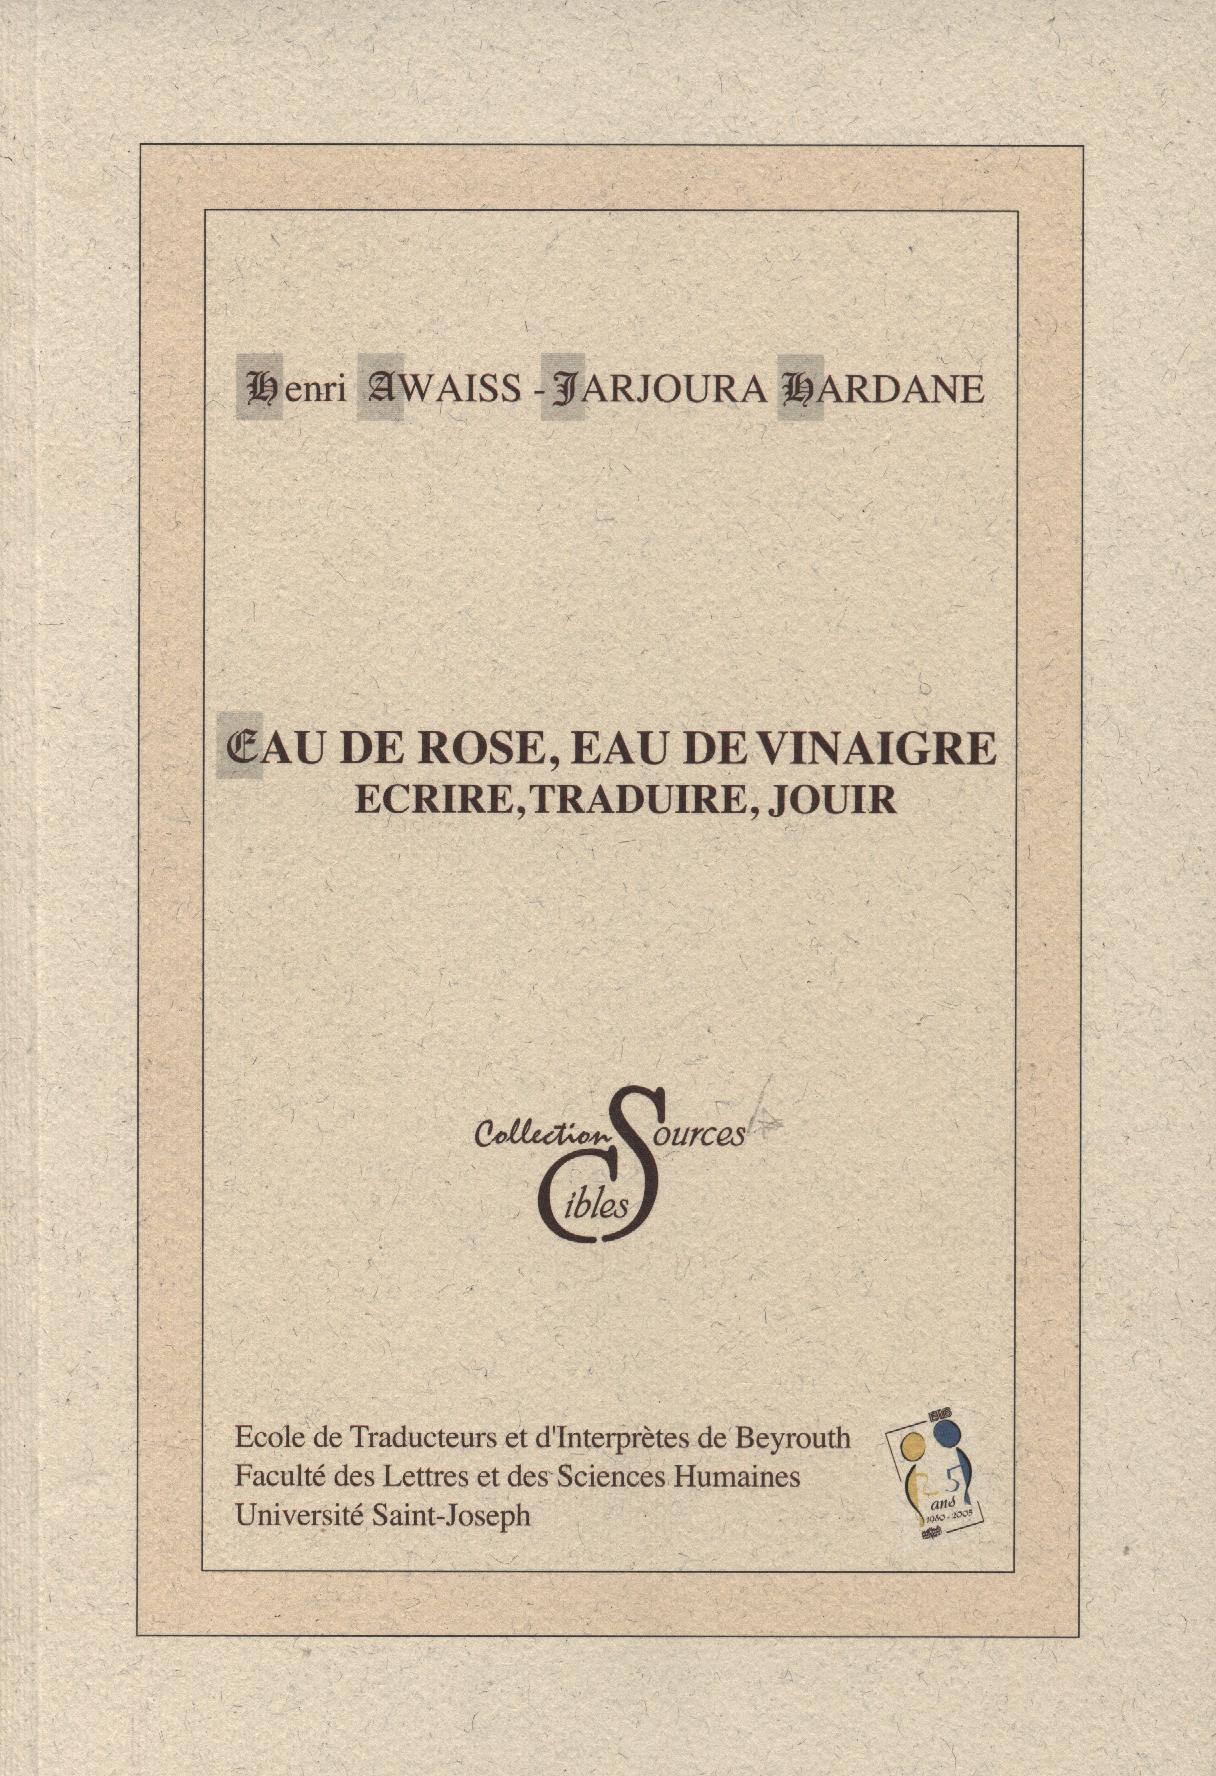 Henri AWAISS - JARJOURA HARDANE
EAU DE ROSE, EAU DE VINAIGRE
ECRIRE, TRADUIRE, JOUIR
Collection Sources
Cibles
Ecole de Traducteurs et d'Interprètes de Beyrouth
Faculté des Lettres et des Sciences Humaines
Université Saint-Joseph
25
ans
1980 - 2005